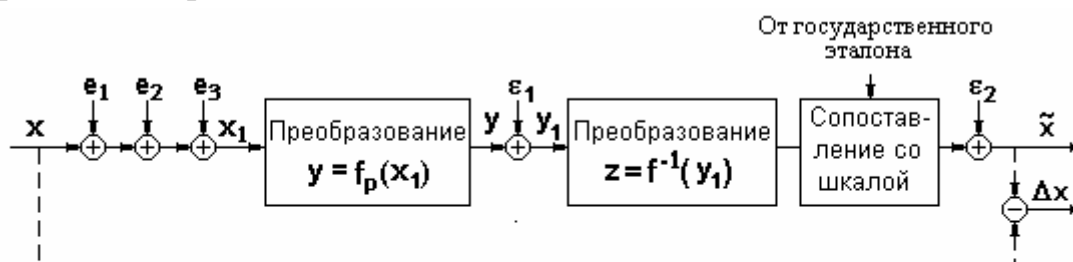 От государственного
эталона
e₁ e₂ e₃ ε₁ ε₂
x x₁ y y₁ x̃
Преобразование
y = fₚ(x₁)
Преобразование
z = f⁻¹(y₁)
Сопостав-
ление со
шкалой
Δx